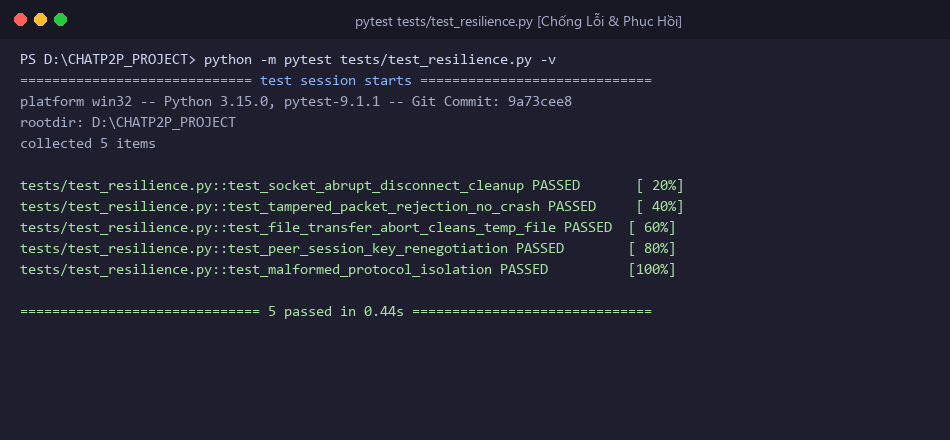 pytest tests/test_resilience.py [Chống Lỗi & Phục Hồi]
PS D:\CHATP2P_PROJECT> python -m pytest tests/test_resilience.py -v
============================= test session starts =============================
platform win32 -- Python 3.15.0, pytest-9.1.1 -- Git Commit: 9a73cee8
rootdir: D:\CHATP2P_PROJECT
collected 5 items
tests/test_resilience.py::test_socket_abrupt_disconnect_cleanup PASSED       [ 20%]
tests/test_resilience.py::test_tampered_packet_rejection_no_crash PASSED     [ 40%]
tests/test_resilience.py::test_file_transfer_abort_cleans_temp_file PASSED  [ 60%]
tests/test_resilience.py::test_peer_session_key_renegotiation PASSED        [ 80%]
tests/test_resilience.py::test_malformed_protocol_isolation PASSED          [100%]
============================== 5 passed in 0.44s ==============================